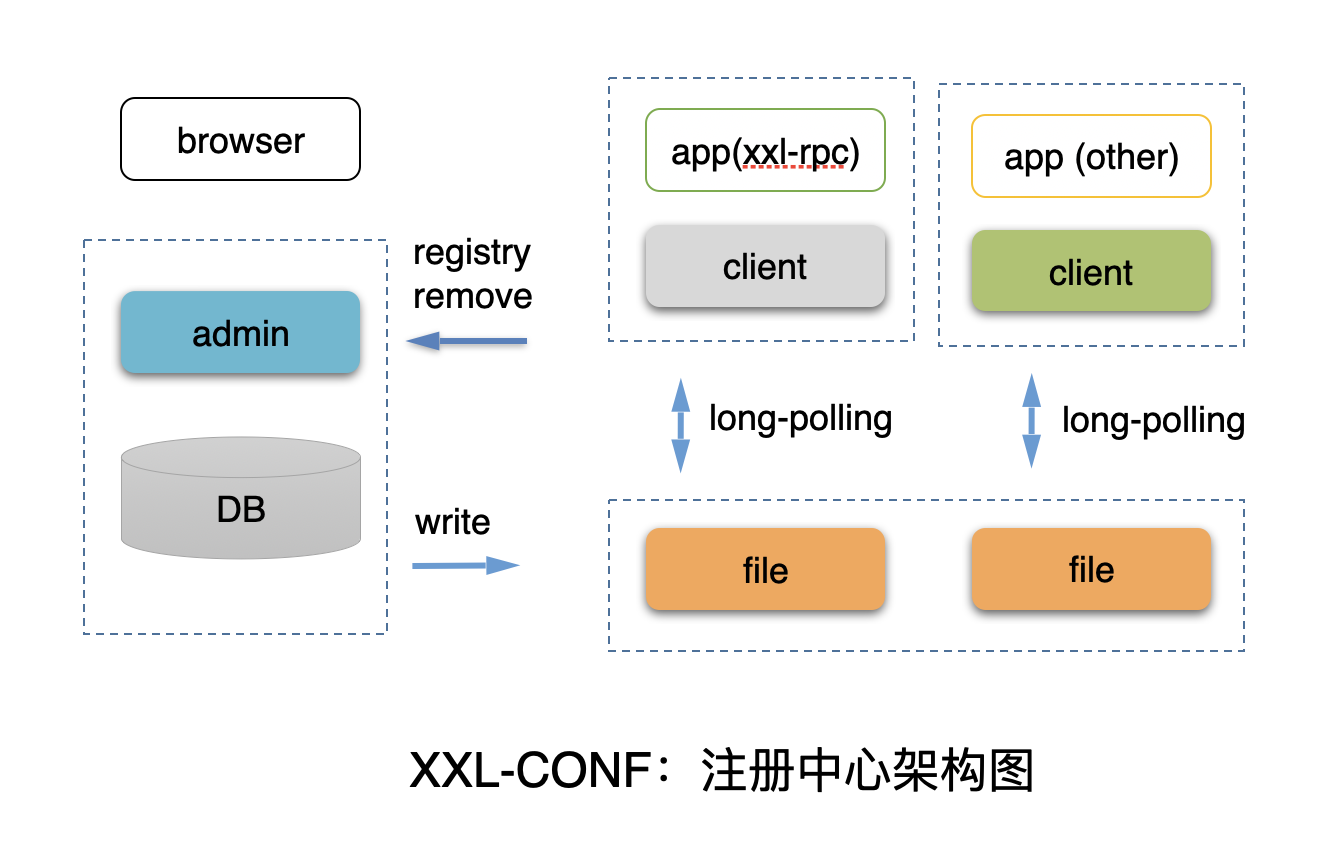 browser
app(xxl-rpc)
app (other)
registry
remove
client
client
admin
long-polling
long-polling
DB
write
file
file
XXL-CONF：注册中心架构图